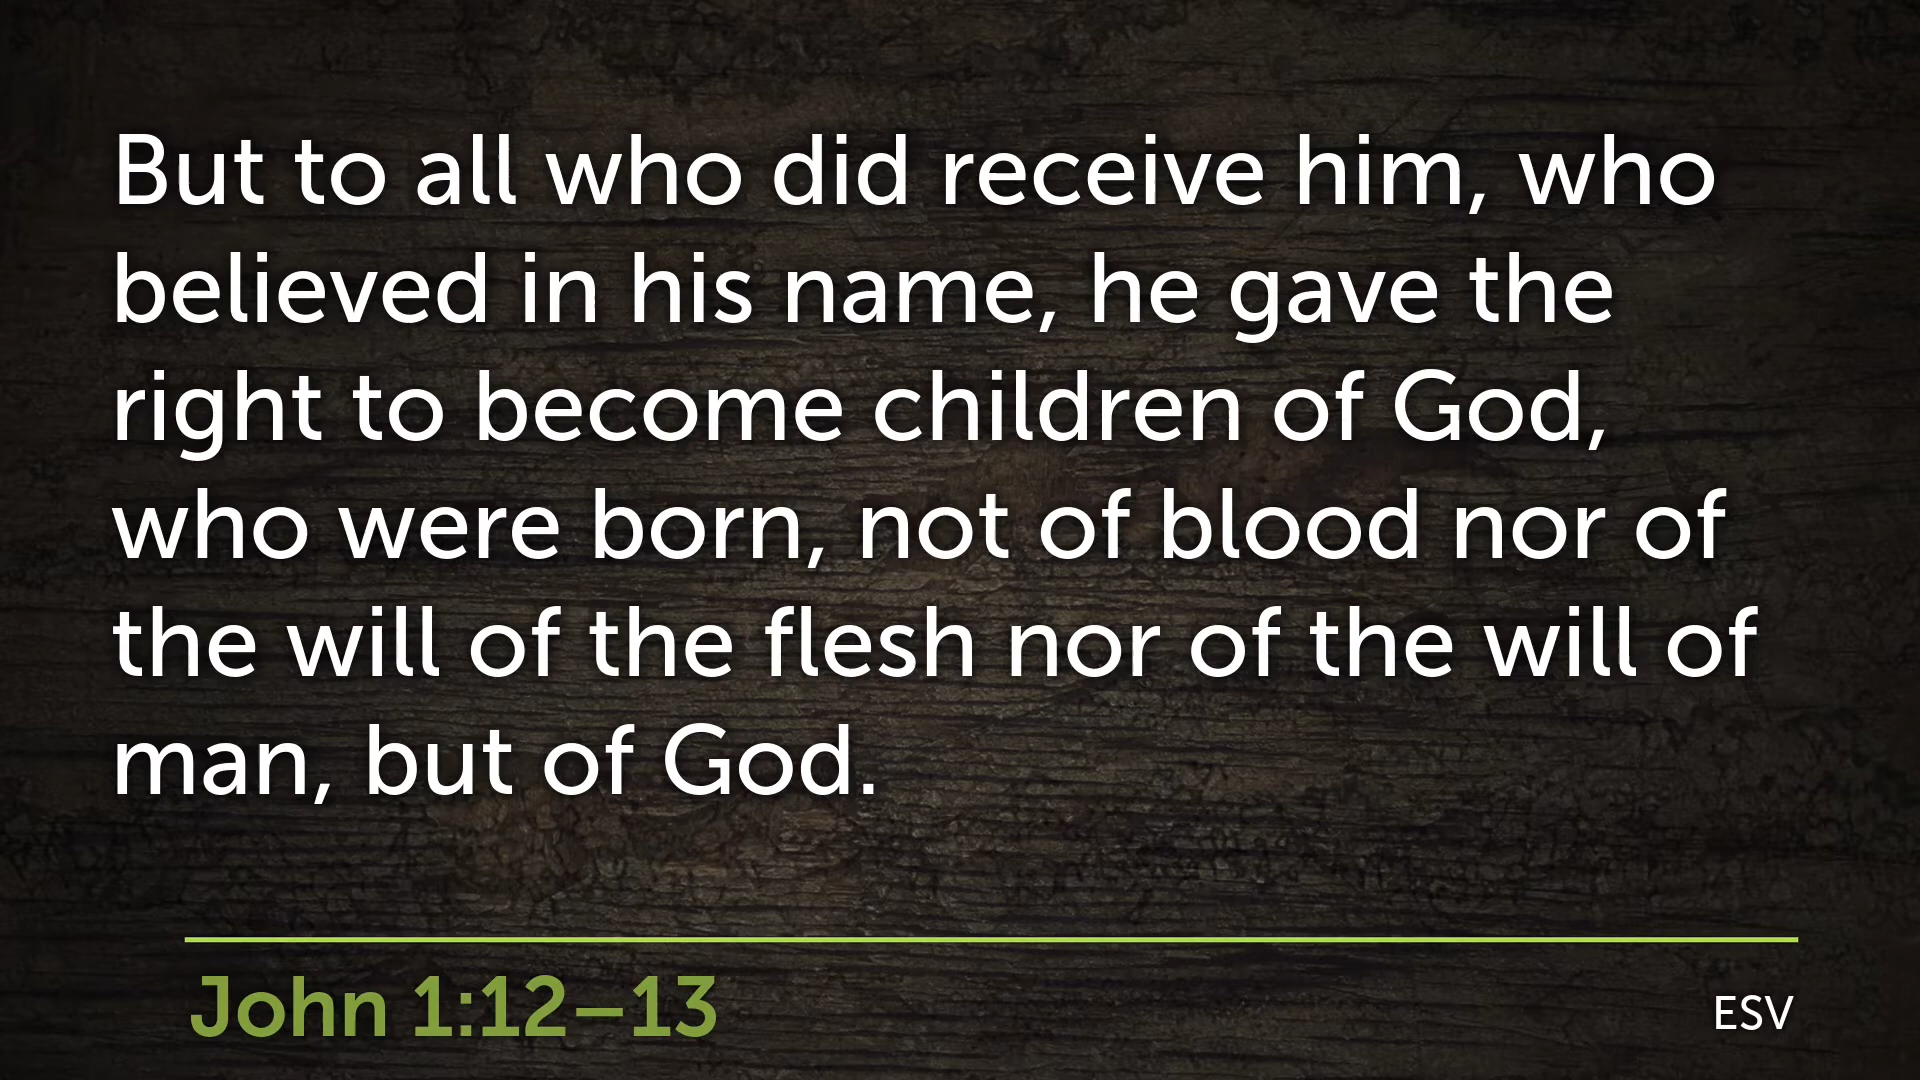 But to all who did receive him, who
believed in his name, he gave the
right to become children of God,
who were born, not of blood nor of
the will of the flesh nor of the will of
man, but of God.
John 1:12–13
ESV